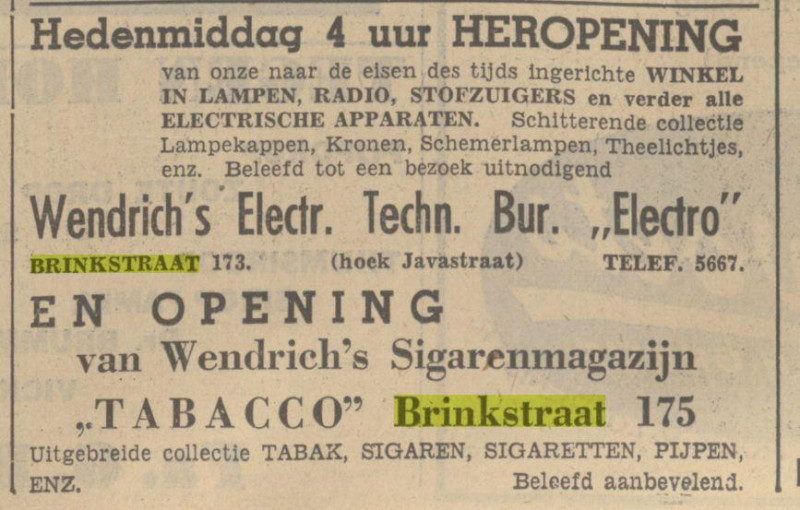 Hedenmiddag 4 uur HEROPENING
van onze naar de eisen des tijds ingerichte WINKEL
IN LAMPEN, RADIO, STOFZUIGERS en verder alle
ELECTRISCHE APPARATEN. Schitterende collectie
Lampekappen, Kronen, Schemerlampen, Theelichtjes,
enz. Beleefd tot een bezoek uitnodigend
Wendrich's Electr. Techn. Bur. „Electro"
BRINKSTRAAT 173. (hoek Javastraat) TELEF. 5667.
EN OPENING
van Wendrich's Sigarenmagazijn
„TABACCO" Brinkstraat 175
Uitgebreide collectie TABAK, SIGAREN, SIGARETTEN, PIJPEN,
ENZ. Beleefd aanbevelend.